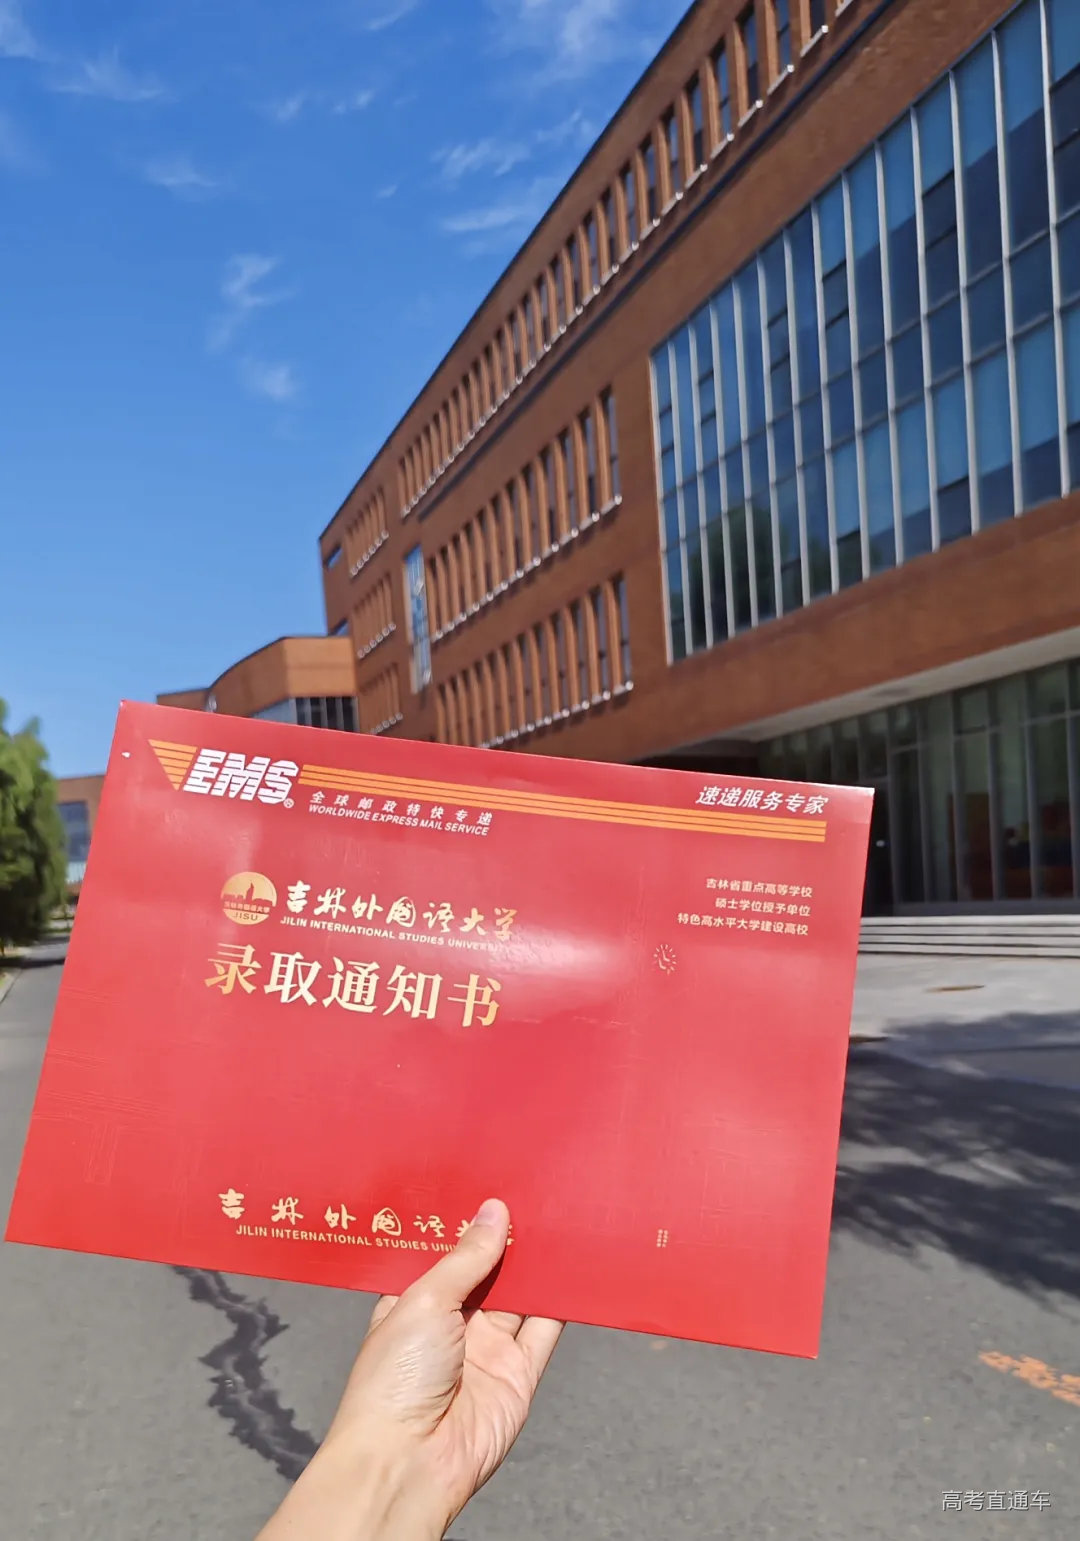 EMS
全球邮政特快专递
WORLDWIDE EXPRESS MAIL SERVICE
速递服务专家
吉林省重点高等学校
硕士学位授予单位
特色高水平大学建设高校
JISU
吉林外国语大学
JILIN INTERNATIONAL STUDIES UNIVERSITY
录取通知书
吉林外国语大
JILIN INTERNATIONAL STUDIES UNI
高考直通车